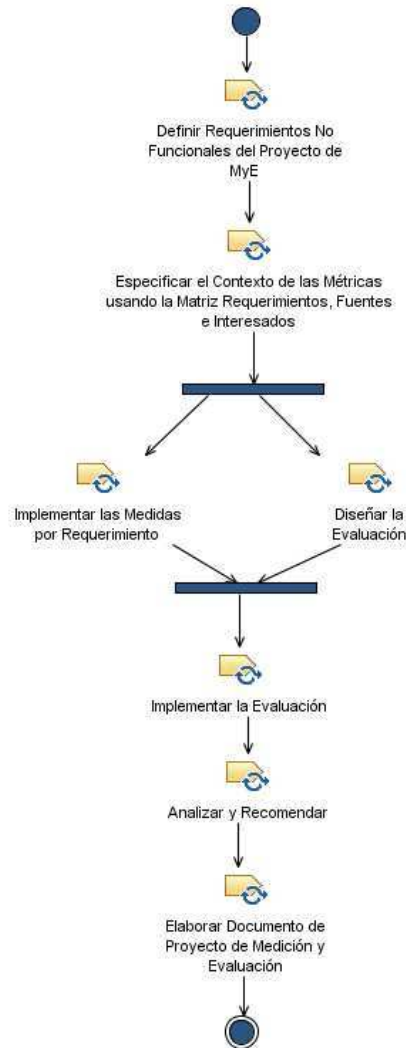 Definir Requerimientos No
Funcionales del Proyecto de
MyE
Especificar el Contexto de las Métricas
usando la Matriz Requerimientos, Fuentes
e Interesados
Implementar las Medidas
por Requerimiento
Diseñar la
Evaluación
Implementar la Evaluación
Analizar y Recomendar
Elaborar Documento de
Proyecto de Medición y
Evaluación